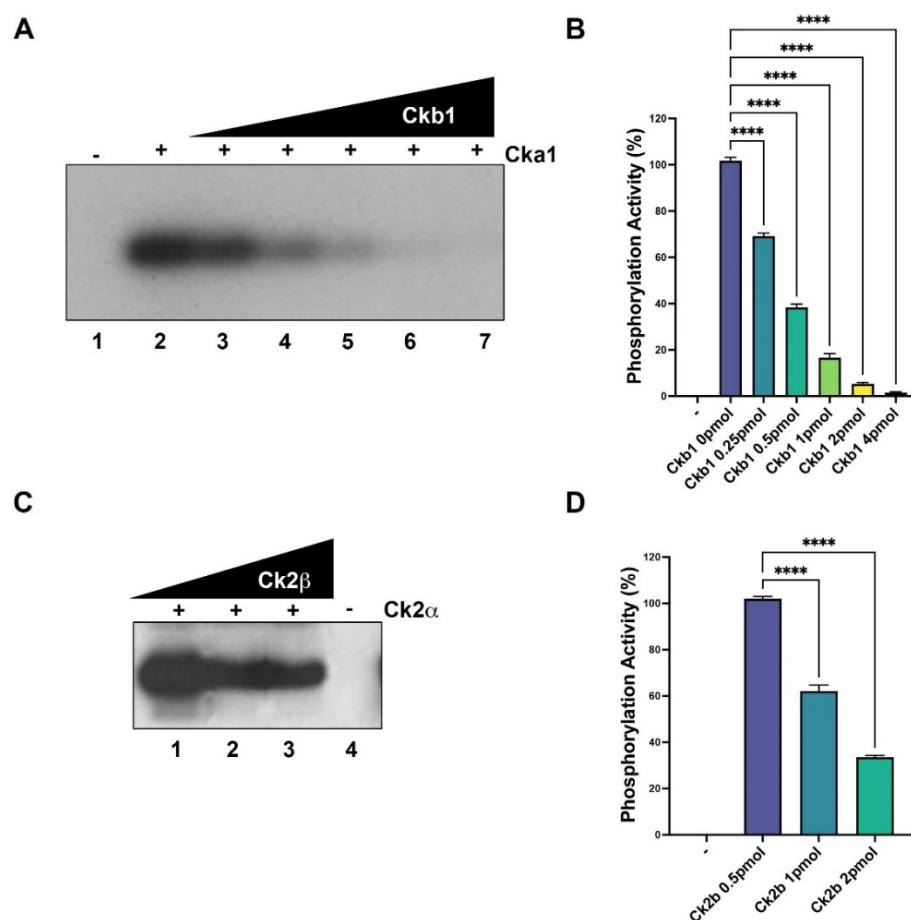 A
Ckb1
- + + + + + + Cka1
1 2 3 4 5 6 7
B
****
****
****
****
****
Phosphorylation Activity (%)
120
100
80
60
40
20
0
-
Ckb1 0pmol
Ckb1 0.25pmol
Ckb1 0.5pmol
Ckb1 1pmol
Ckb1 2pmol
Ckb1 4pmol
C
Ck2β
+ + + - Ck2α
1 2 3 4
D
****
****
Phosphorylation Activity (%)
120
100
80
60
40
20
0
-
Ck2b 0.5pmol
Ck2b 1pmol
Ck2b 2pmol